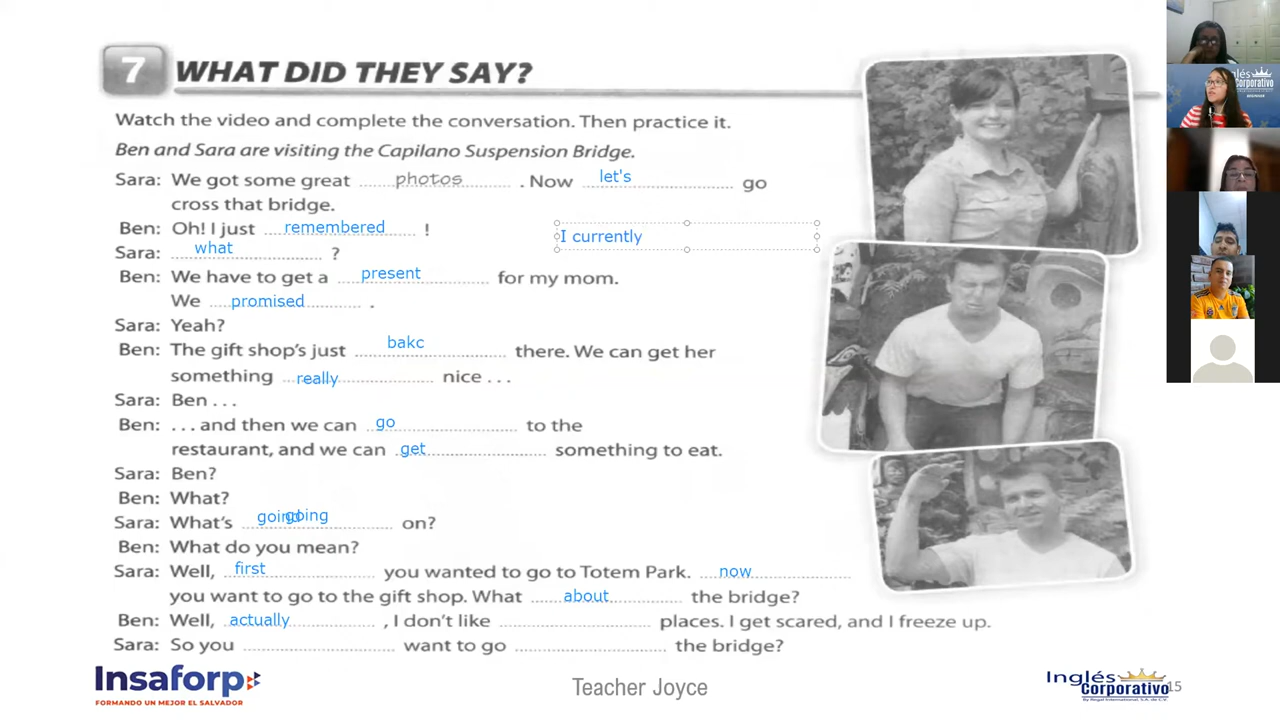 7 WHAT DID THEY SAY?
Watch the video and complete the conversation. Then practice it.
Ben and Sara are visiting the Capilano Suspension Bridge.
Sara: We got some great photos . Now let's go
cross that bridge.
Ben: Oh! I just remembered !
I currently
Sara: what ?
Ben: We have to get a present for my mom.
We promised .
Sara: Yeah?
Ben: The gift shop's just bakc there. We can get her
something really nice . . .
Sara: Ben . . .
Ben: . . . and then we can go to the
restaurant, and we can get something to eat.
Sara: Ben?
Ben: What?
Sara: What's going going on?
Ben: What do you mean?
Sara: Well, first you wanted to go to Totem Park. now
you want to go to the gift shop. What about the bridge?
Ben: Well, actually , I don't like places. I get scared, and I freeze up.
Sara: So you want to go the bridge?
Insaforp
FORMANDO UN MEJOR EL SALVADOR
Teacher Joyce
Inglés
Corporativo
15
Inglés
Corporativo